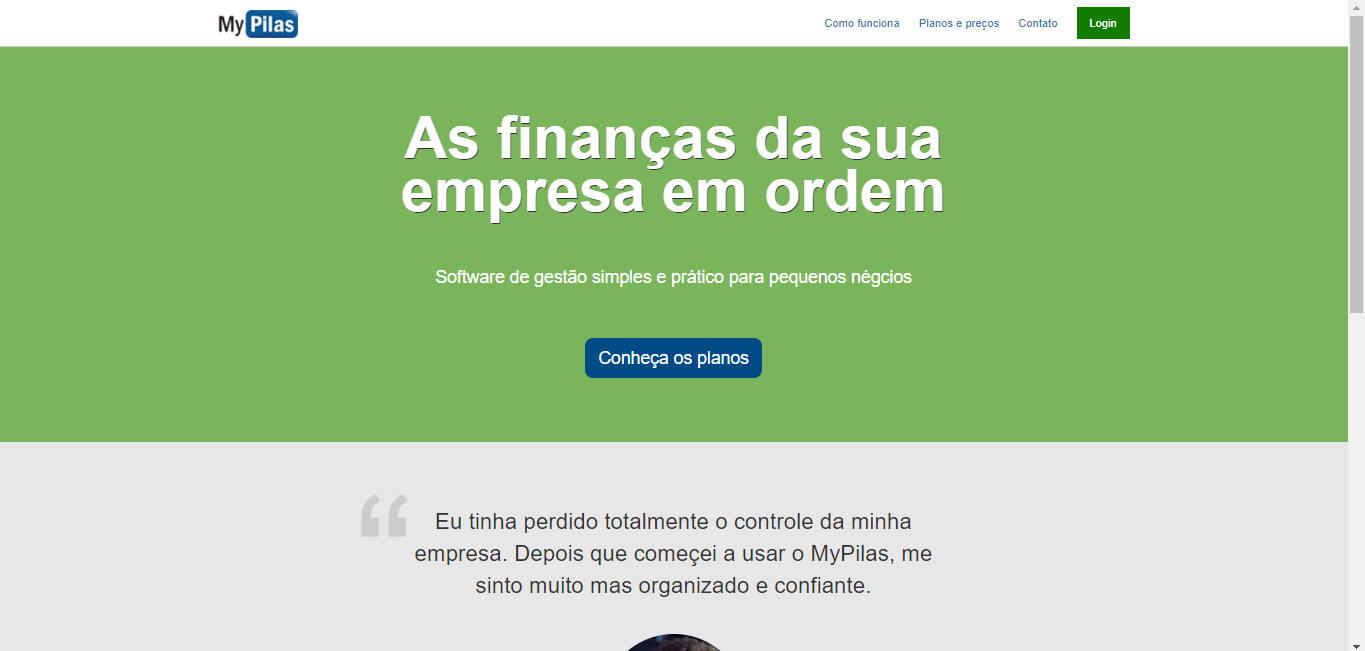 MyPilas
Como funciona
Planos e preços
Contato
Login
As finanças da sua
empresa em ordem
Software de gestão simples e prático para pequenos négcios
Conheça os planos
“
Eu tinha perdido totalmente o controle da minha
empresa. Depois que começei a usar o MyPilas, me
sinto muito mas organizado e confiante.